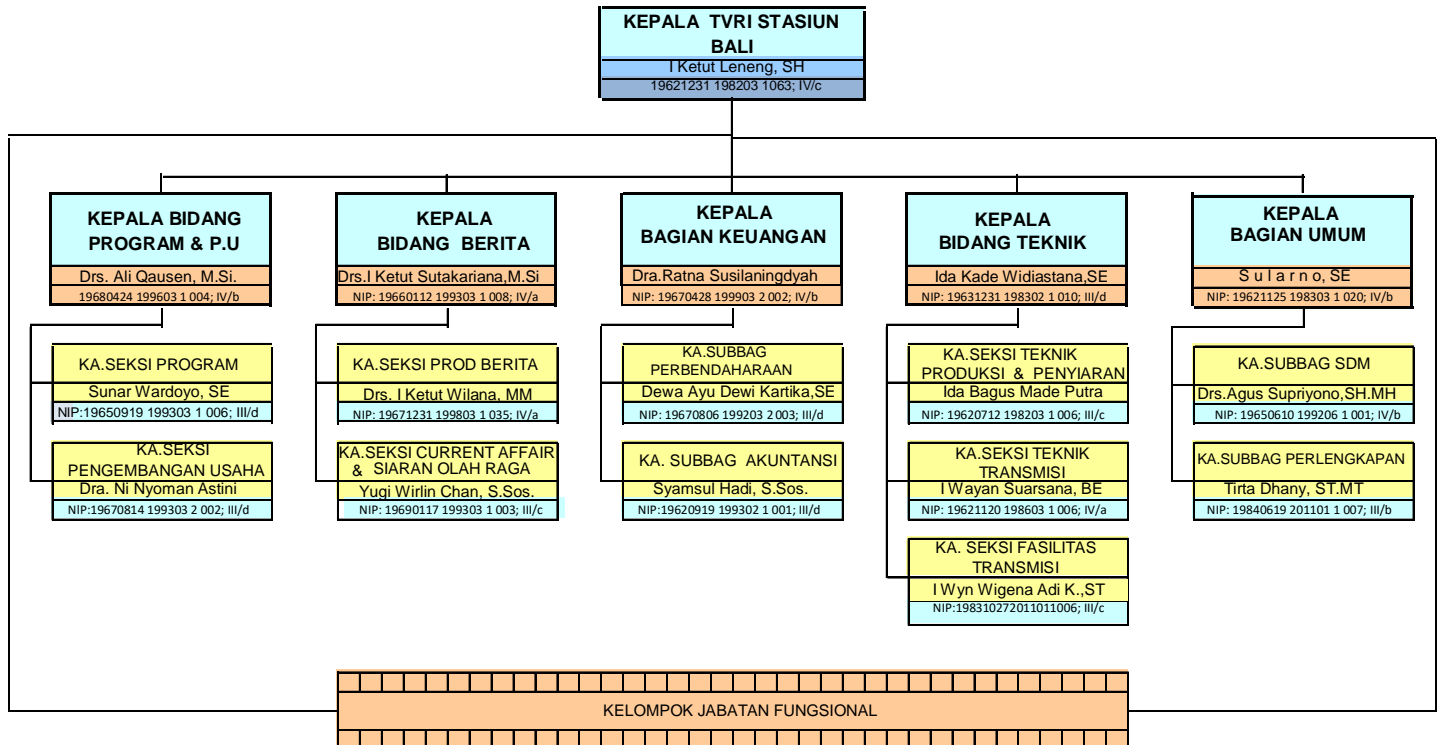 KEPALA TVRI STASIUN
BALI
I Ketut Leneng, SH
19621231 198203 1063; IV/c
KEPALA BIDANG
PROGRAM & P.U
Drs. Ali Qausen, M.Si.
19680424 199603 1 004; IV/b
KEPALA
BIDANG BERITA
Drs.I Ketut Sutakariana,M.Si
NIP: 19660112 199303 1 008; IV/a
KEPALA
BAGIAN KEUANGAN
Dra.Ratna Susilaningdyah
NIP: 19670428 199903 2 002; IV/b
KEPALA
BIDANG TEKNIK
Ida Kade Widiastana,SE
NIP: 19631231 198302 1 010; III/d
KEPALA
BAGIAN UMUM
S u l a r n o, SE
NIP: 19621125 198303 1 020; IV/b
KA.SEKSI PROGRAM
Sunar Wardoyo, SE
NIP:19650919 199303 1 006; III/d
KA.SEKSI PROD BERITA
Drs. I Ketut Wilana, MM
NIP: 19671231 199803 1 035; IV/a
KA.SUBBAG
PERBENDAHARAAN
Dewa Ayu Dewi Kartika,SE
NIP: 19670806 199203 2 003; III/d
KA.SEKSI TEKNIK
PRODUKSI & PENYIARAN
Ida Bagus Made Putra
NIP: 19620712 198203 1 006; III/c
KA.SUBBAG SDM
Drs.Agus Supriyono,SH.MH
NIP: 19650610 199206 1 001; IV/b
KA.SEKSI
PENGEMBANGAN USAHA
Dra. Ni Nyoman Astini
NIP:19670814 199303 2 002; III/d
KA.SEKSI CURRENT AFFAIR
& SIARAN OLAH RAGA
Yugi Wirlin Chan, S.Sos.
NIP: 19690117 199303 1 003; III/c
KA. SUBBAG AKUNTANSI
Syamsul Hadi, S.Sos.
NIP:19620919 199302 1 001; III/d
KA.SEKSI TEKNIK
TRANSMISI
I Wayan Suarsana, BE
NIP: 19621120 198603 1 006; IV/a
KA.SUBBAG PERLENGKAPAN
Tirta Dhany, ST.MT
NIP: 19840619 201101 1 007; III/b
KA. SEKSI FASILITAS
TRANSMISI
I Wyn Wigena Adi K.,ST
NIP:198310272011011006; III/c
KELOMPOK JABATAN FUNGSIONAL